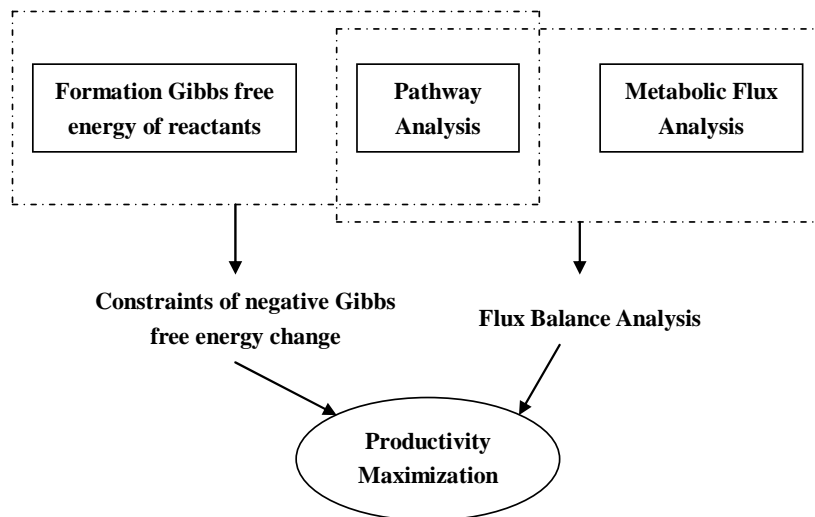 Formation Gibbs free
energy of reactants
Pathway
Analysis
Metabolic Flux
Analysis
Constraints of negative Gibbs
free energy change
Flux Balance Analysis
Productivity
Maximization